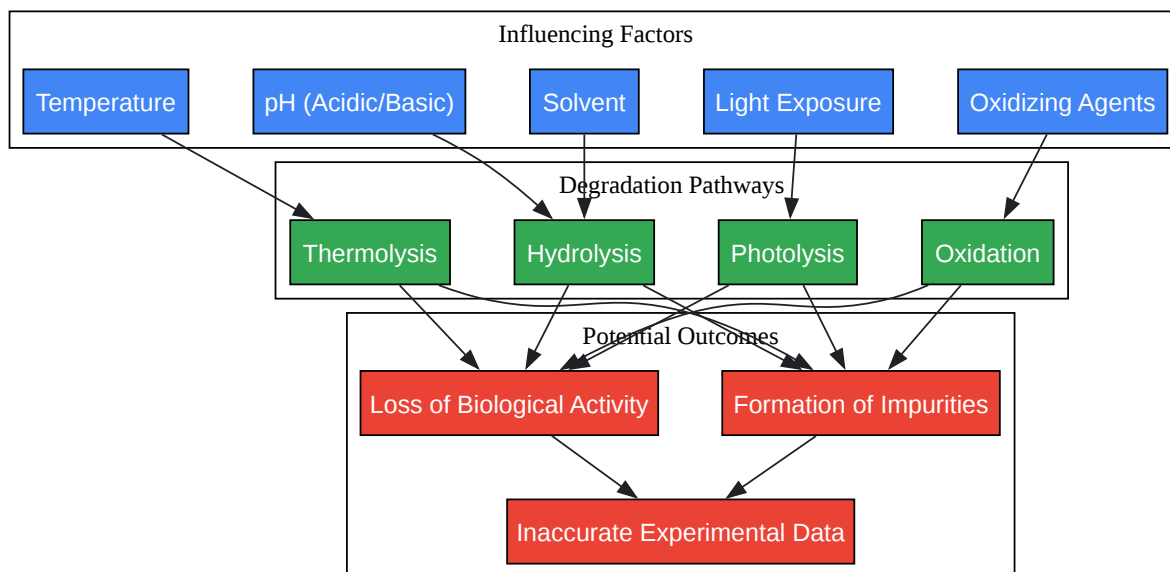 Influencing Factors
Temperature
pH (Acidic/Basic)
Solvent
Light Exposure
Oxidizing Agents
Degradation Pathways
Thermolysis
Hydrolysis
Photolysis
Oxidation
Potential Outcomes
Loss of Biological Activity
Formation of Impurities
Inaccurate Experimental Data